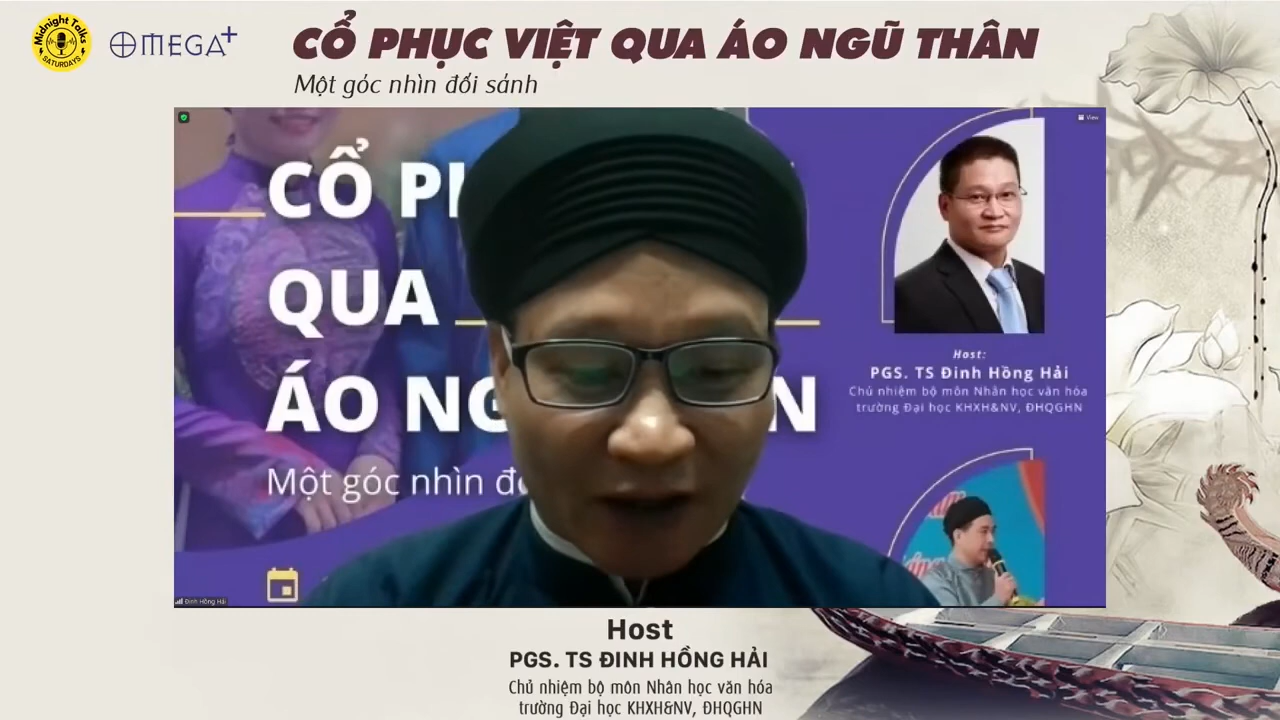 Midnight Talks
SATURDAYS
OMEGA+
CỔ PHỤC VIỆT QUA ÁO NGŨ THÂN
Một góc nhìn đối sánh
View
CỔ P
QUA
ÁO NG N
Một góc nhìn đ
Host:
PGS. TS Đinh Hồng Hải
Chủ nhiệm bộ môn Nhân học văn hóa
trường Đại học KHXH&NV, ĐHQGHN
Đinh Hồng Hải
Host
PGS. TS ĐINH HỒNG HẢI
Chủ nhiệm bộ môn Nhân học văn hóa
trường Đại học KHXH&NV, ĐHQGHN